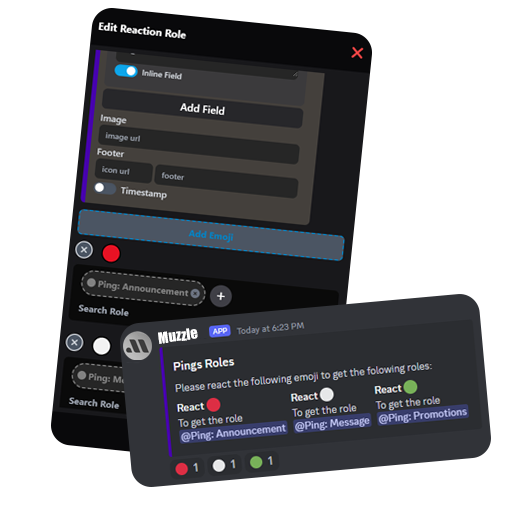 Edit Reaction Role
Inline Field
Add Field
Image
image url
Footer
icon url
footer
Timestamp
Add Emoji
Ping: Announcement
Search Role
Search Role
Muzzle APP Today at 6:23 PM
Pings Roles
Please react the following emoji to get the folowing roles:
React
To get the role
@Ping: Announcement
React
To get the role
@Ping: Message
React
To get the role
@Ping: Promotions
1
1
1